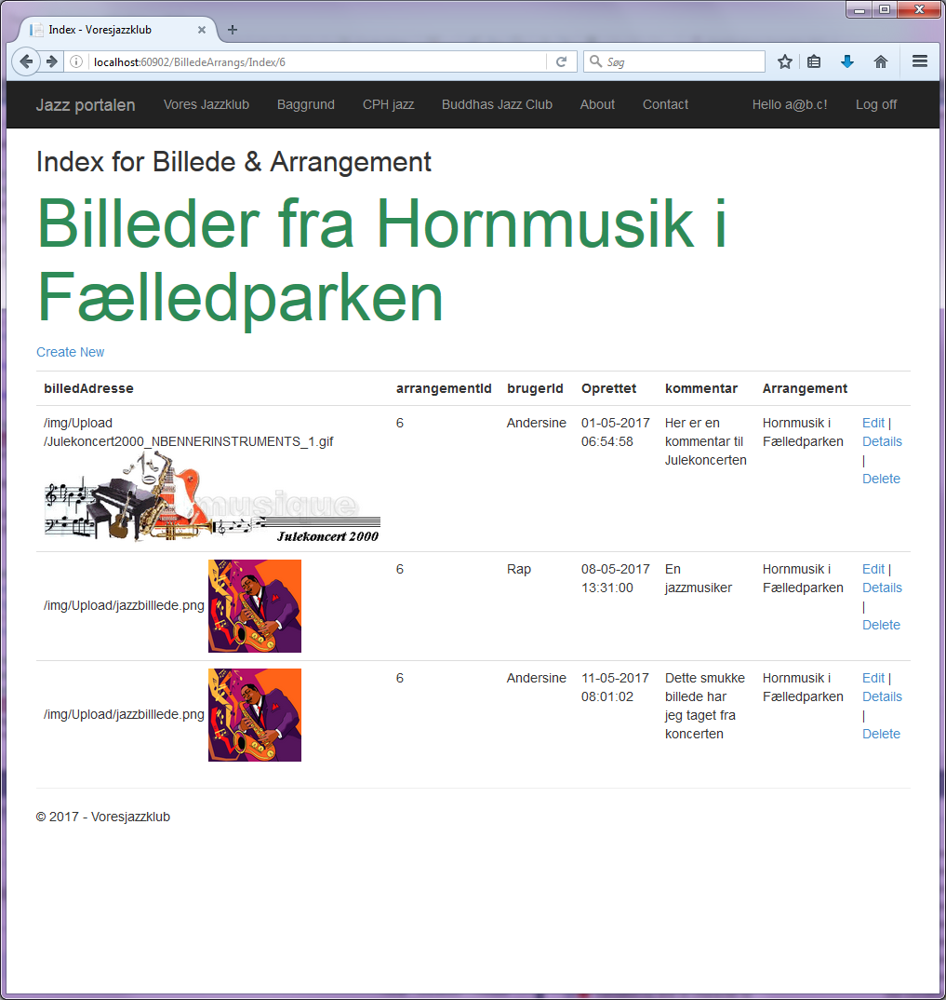 Index - Voresjazzklub
localhost:60902/BilledeArrangs/Index/6
Søg
Jazz portalen Vores Jazzklub Baggrund CPH jazz Buddhas Jazz Club About Contact Hello a@b.c! Log off
Index for Billede & Arrangement
Billeder fra Hornmusik i
Fælledparken
Create New
billedAdresse arrangementId brugerId Oprettet kommentar Arrangement
/img/Upload 6 Andersine 01-05-2017 Her er en Hornmusik i Edit |
/Julekoncert2000_NBENNERINSTRUMENTS_1.gif 06:54:58 kommentar til Fælledparken Details
Julekoncerten |
Delete
musique
Julekoncert 2000
6 Rap 08-05-2017 En Hornmusik i Edit |
13:31:00 jazzmusiker Fælledparken Details
/img/Upload/jazzbilllede.png |
Delete
6 Andersine 11-05-2017 Dette smukke Hornmusik i Edit |
08:01:02 billede har Fælledparken Details
/img/Upload/jazzbilllede.png jeg taget fra |
koncerten Delete
© 2017 - Voresjazzklub